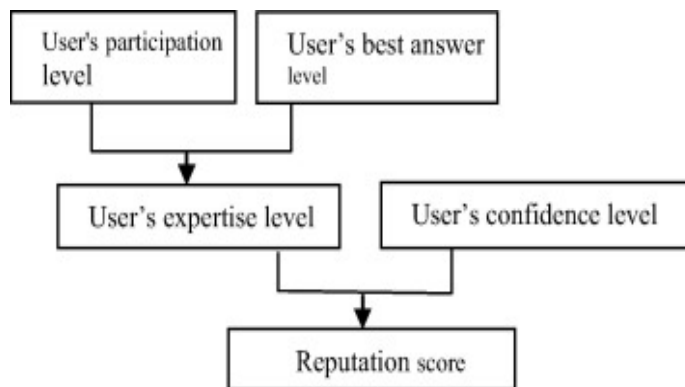 User's participation
level
User’s best answer
level
User’s expertise level
User’s confidence level
Reputation score